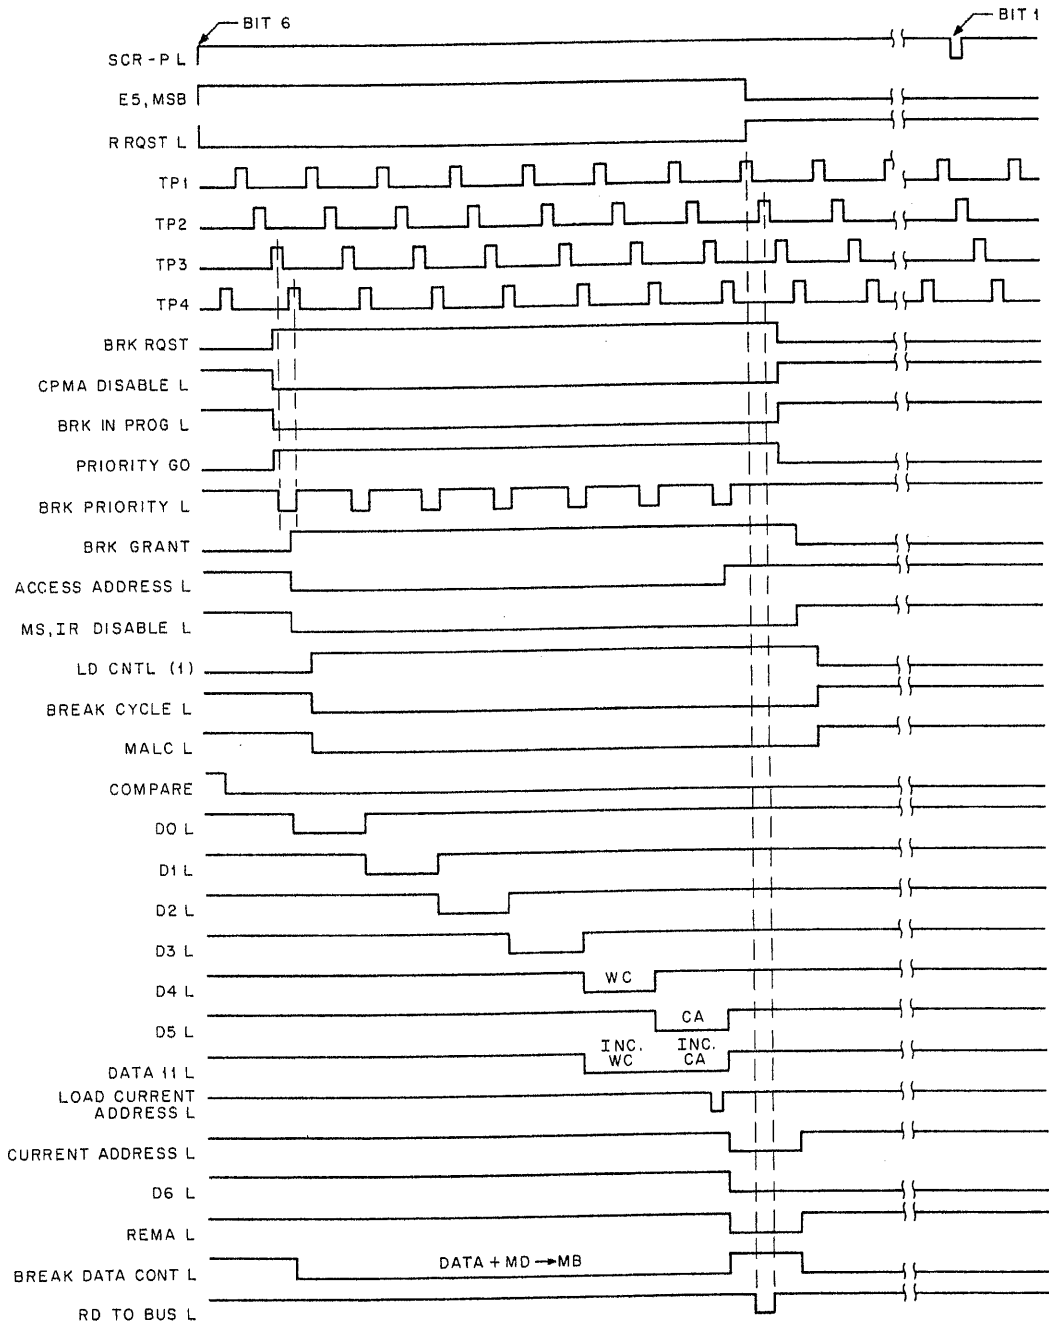 BIT 6
BIT 1
SCR-P L
E5,MSB
R RQST L
TP1
TP2
TP3
TP4
BRK RQST
CPMA DISABLE L
BRK IN PROG L
PRIORITY GO
BRK PRIORITY L
BRK GRANT
ACCESS ADDRESS L
MS,IR DISABLE L
LD CNTL (1)
BREAK CYCLE L
MALC L
COMPARE
D0 L
D1 L
D2 L
D3 L
WC
D4 L
CA
D5 L
INC. INC.
WC CA
DATA 11 L
LOAD CURRENT
ADDRESS L
CURRENT ADDRESS L
D6 L
REMA L
DATA + MD → MB
BREAK DATA CONT L
RD TO BUS L